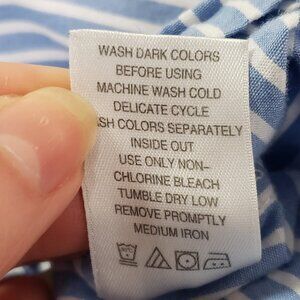 WASH DARK COLORS
BEFORE USING
MACHINE WASH COLD
DELICATE CYCLE
SH COLORS SEPARATELY
INSIDE OUT
USE ONLY NON-
CHLORINE BLEACH
TUMBLE DRY LOW
REMOVE PROMPTLY
MEDIUM IRON